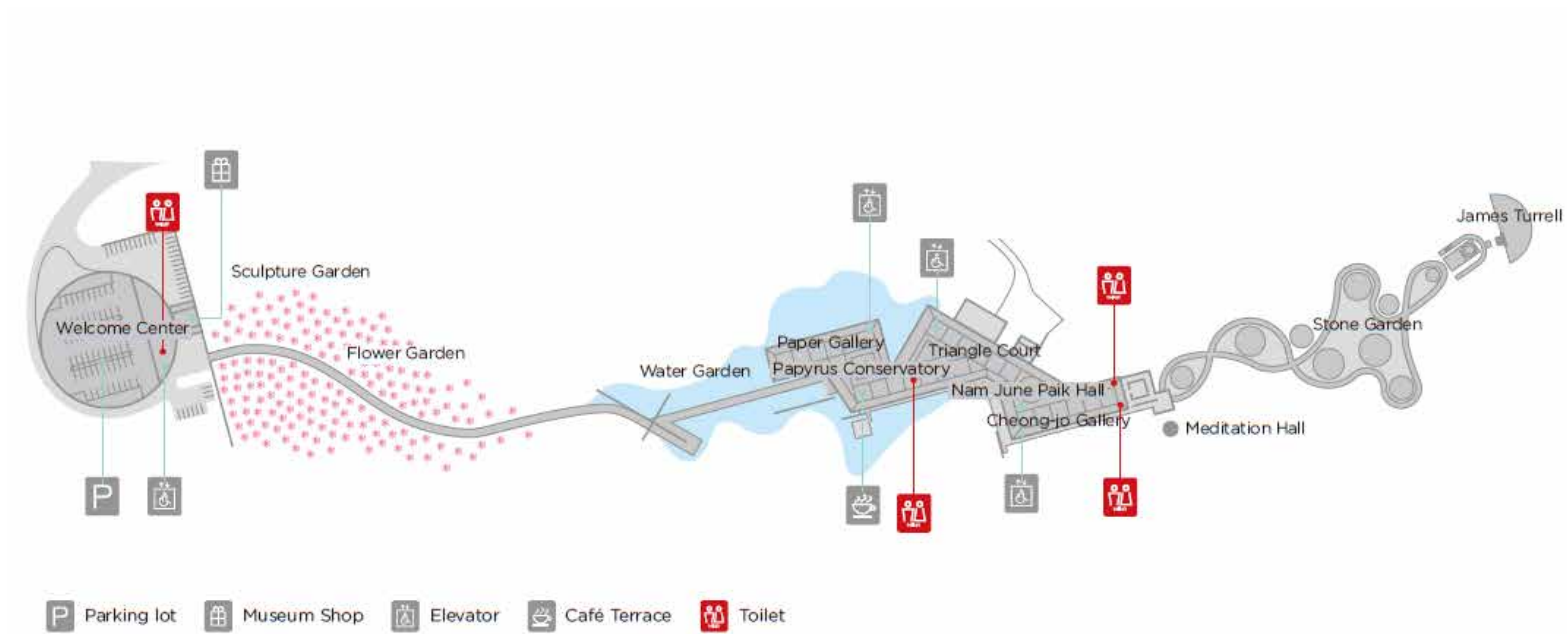 James Turrell
Sculpture Garden
Welcome Center
Stone Garden
Paper Gallery
Triangle Court
Flower Garden
Water Garden
Papyrus Conservatory
Nam June Paik Hall
Cheong-jo Gallery
Meditation Hall
P
P Parking lot
Museum Shop
Elevator
Café Terrace
Toilet